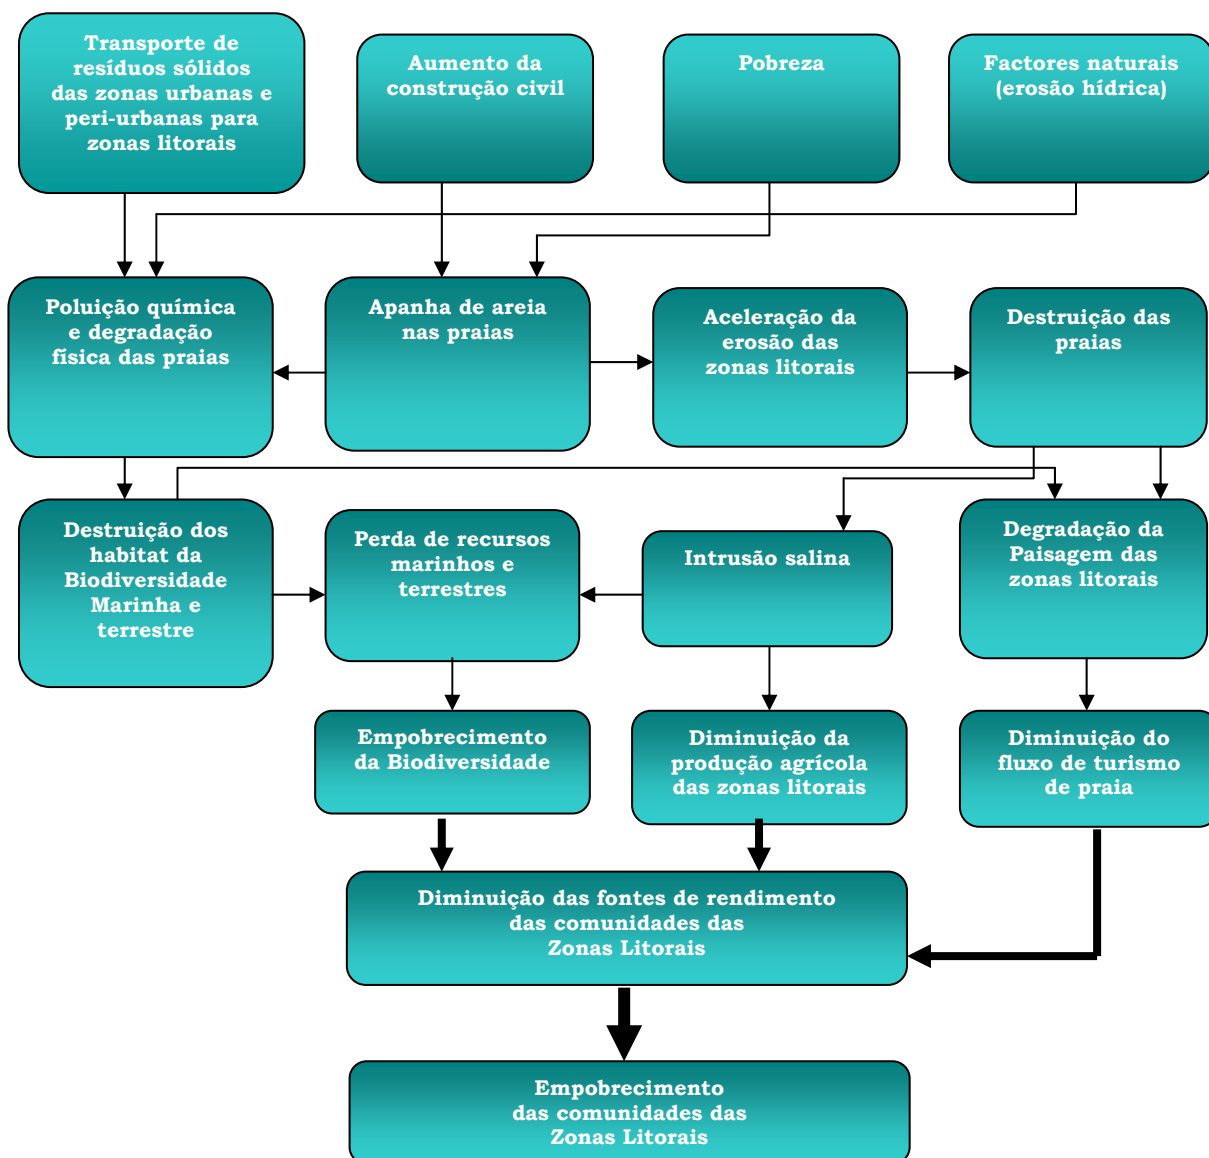 Transporte de
resíduos sólidos
das zonas urbanas e
peri-urbanas para
zonas litorais
Aumento da
construção civil
Pobreza
Factores naturais
(erosão hídrica)
Poluição química
e degradação
física das praias
Apanha de areia
nas praias
Aceleração da
erosão das
zonas litorais
Destruição das
praias
Destruição dos
habitat da
Biodiversidade
Marinha e
terrestre
Perda de recursos
marinhos e
terrestres
Intrusão salina
Degradação da
Paisagem das
zonas litorais
Empobrecimento
da Biodiversidade
Diminuição da
produção agrícola
das zonas litorais
Diminuição do
fluxo de turismo
de praia
Diminuição das fontes de rendimento
das comunidades das
Zonas Litorais
Empobrecimento
das comunidades das
Zonas Litorais